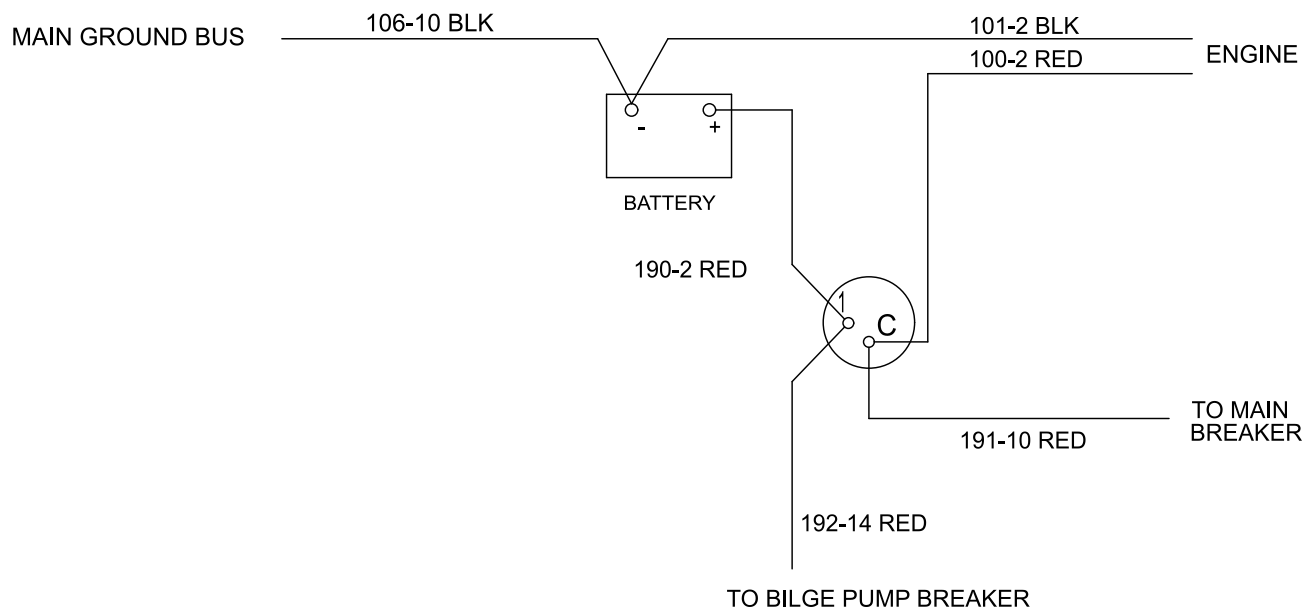 106-10 BLK
101-2 BLK
MAIN GROUND BUS
100-2 RED
ENGINE
- +
BATTERY
190-2 RED
1
C
TO MAIN
BREAKER
191-10 RED
192-14 RED
TO BILGE PUMP BREAKER